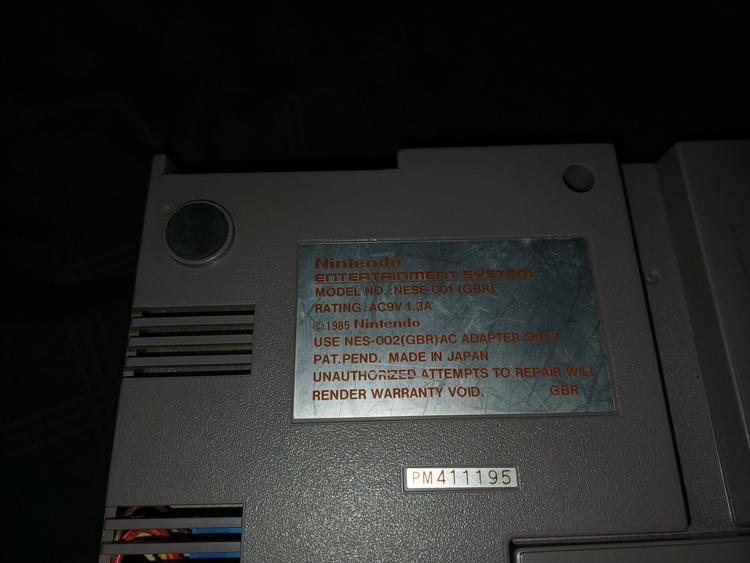 Nintendo
ENTERTAINMENT SYSTEM
MODEL NO.:NESE-001 (GBR)
RATING: AC9V 1.3A
©1985 Nintendo
USE NES-002(GBR)AC ADAPTER ONLY
PAT.PEND. MADE IN JAPAN
UNAUTHORIZED ATTEMPTS TO REPAIR WILL
RENDER WARRANTY VOID. GBR
PM411195